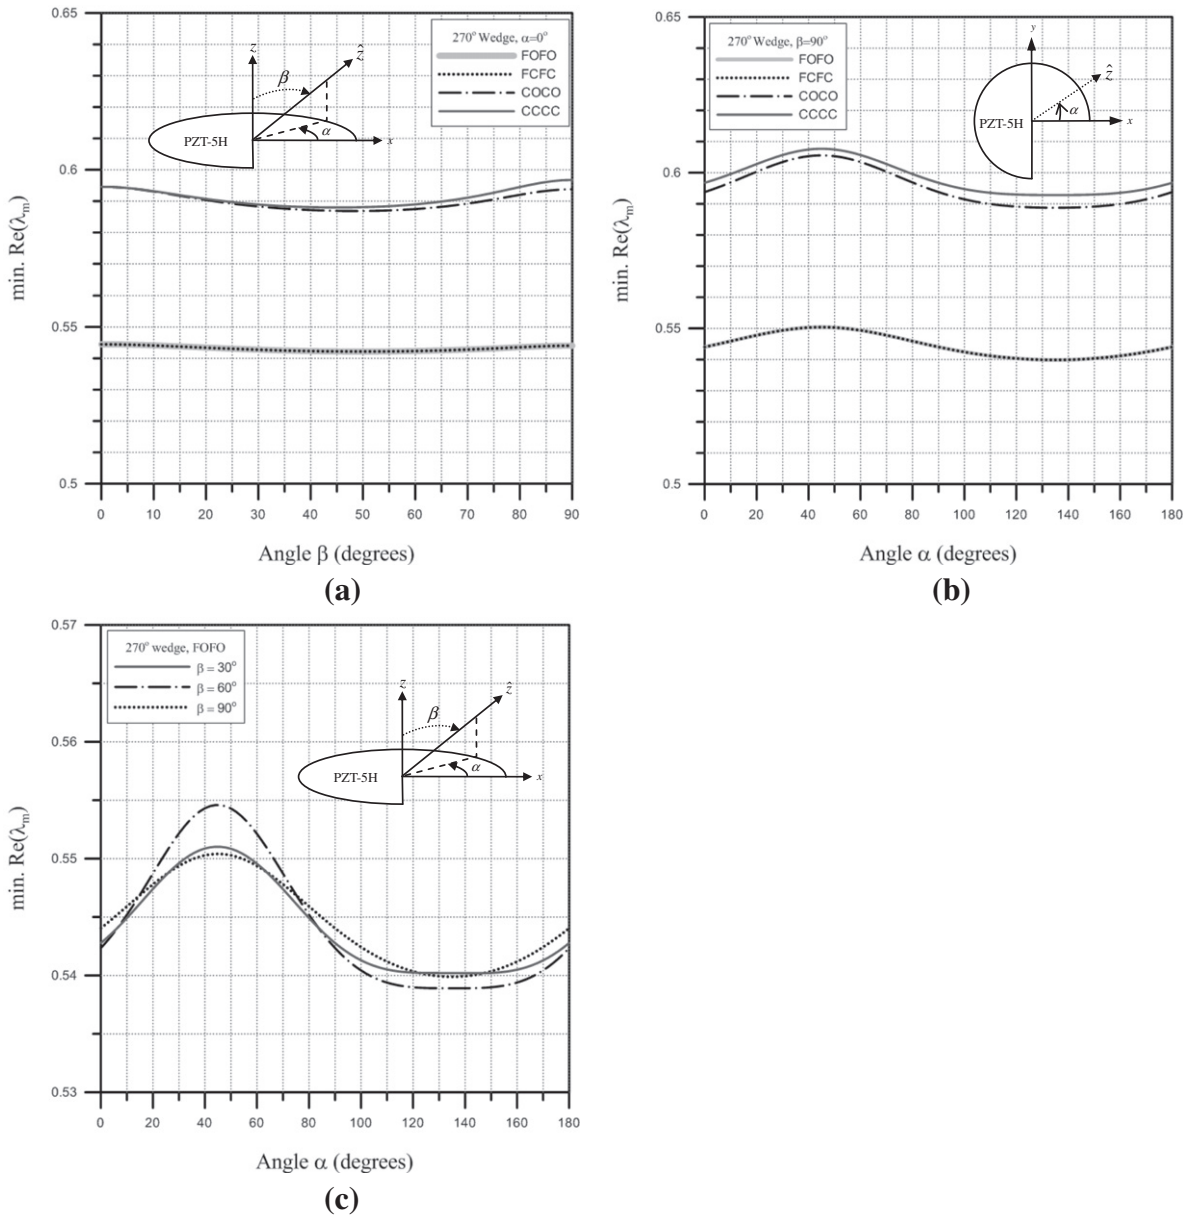 0.65
0.6
0.55
0.5
min. Re(λm)
270° Wedge, α=0°
FOFO
FCFC
COCO
CCCC
z
ẑ
β
α
x
PZT-5H
0 10 20 30 40 50 60 70 80 90
Angle β (degrees)
(a)
0.65
0.6
0.55
0.5
min. Re(λm)
270° Wedge, β=90°
FOFO
FCFC
COCO
CCCC
y
ẑ
α
x
PZT-5H
0 20 40 60 80 100 120 140 160 180
Angle α (degrees)
(b)
0.57
0.56
0.55
0.54
0.53
min. Re(λm)
270° wedge, FOFO
β = 30°
β = 60°
β = 90°
z
ẑ
β
α
x
PZT-5H
0 20 40 60 80 100 120 140 160 180
Angle α (degrees)
(c)